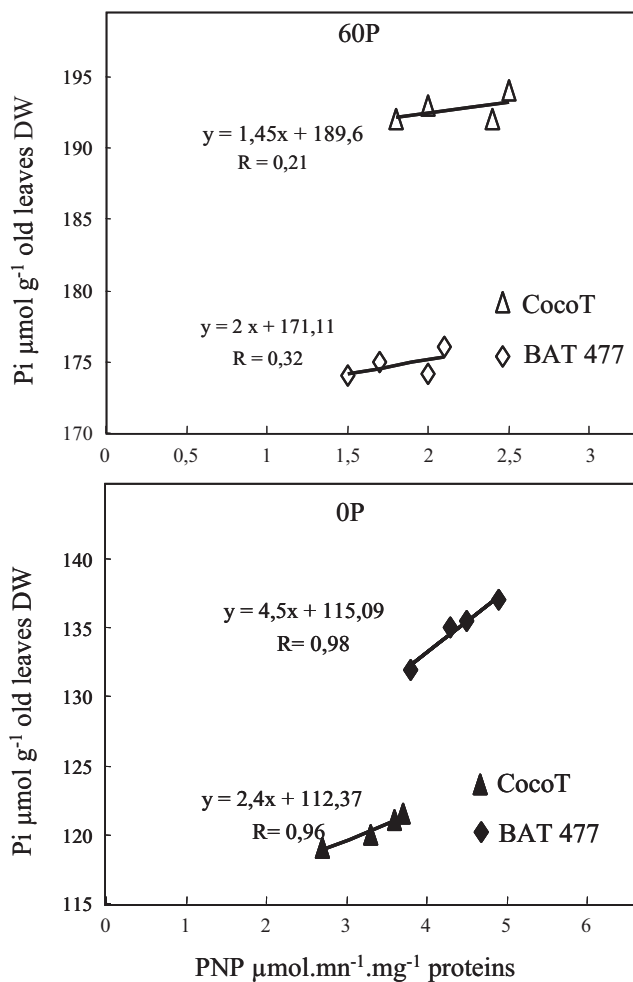 60P
195
190
185
180
175
170
Pi µmol g-1 old leaves DW
y = 1,45x + 189,6
R = 0,21
y = 2 x + 171,11
R = 0,32
CocoT
BAT 477
0
0,5
1
1,5
2
2,5
3
0P
140
135
130
125
120
115
Pi µmol g-1 old leaves DW
y = 4,5x + 115,09
R= 0,98
y = 2,4x + 112,37
R= 0,96
CocoT
BAT 477
0
1
2
3
4
5
6
PNP µmol.mn-1.mg-1 proteins